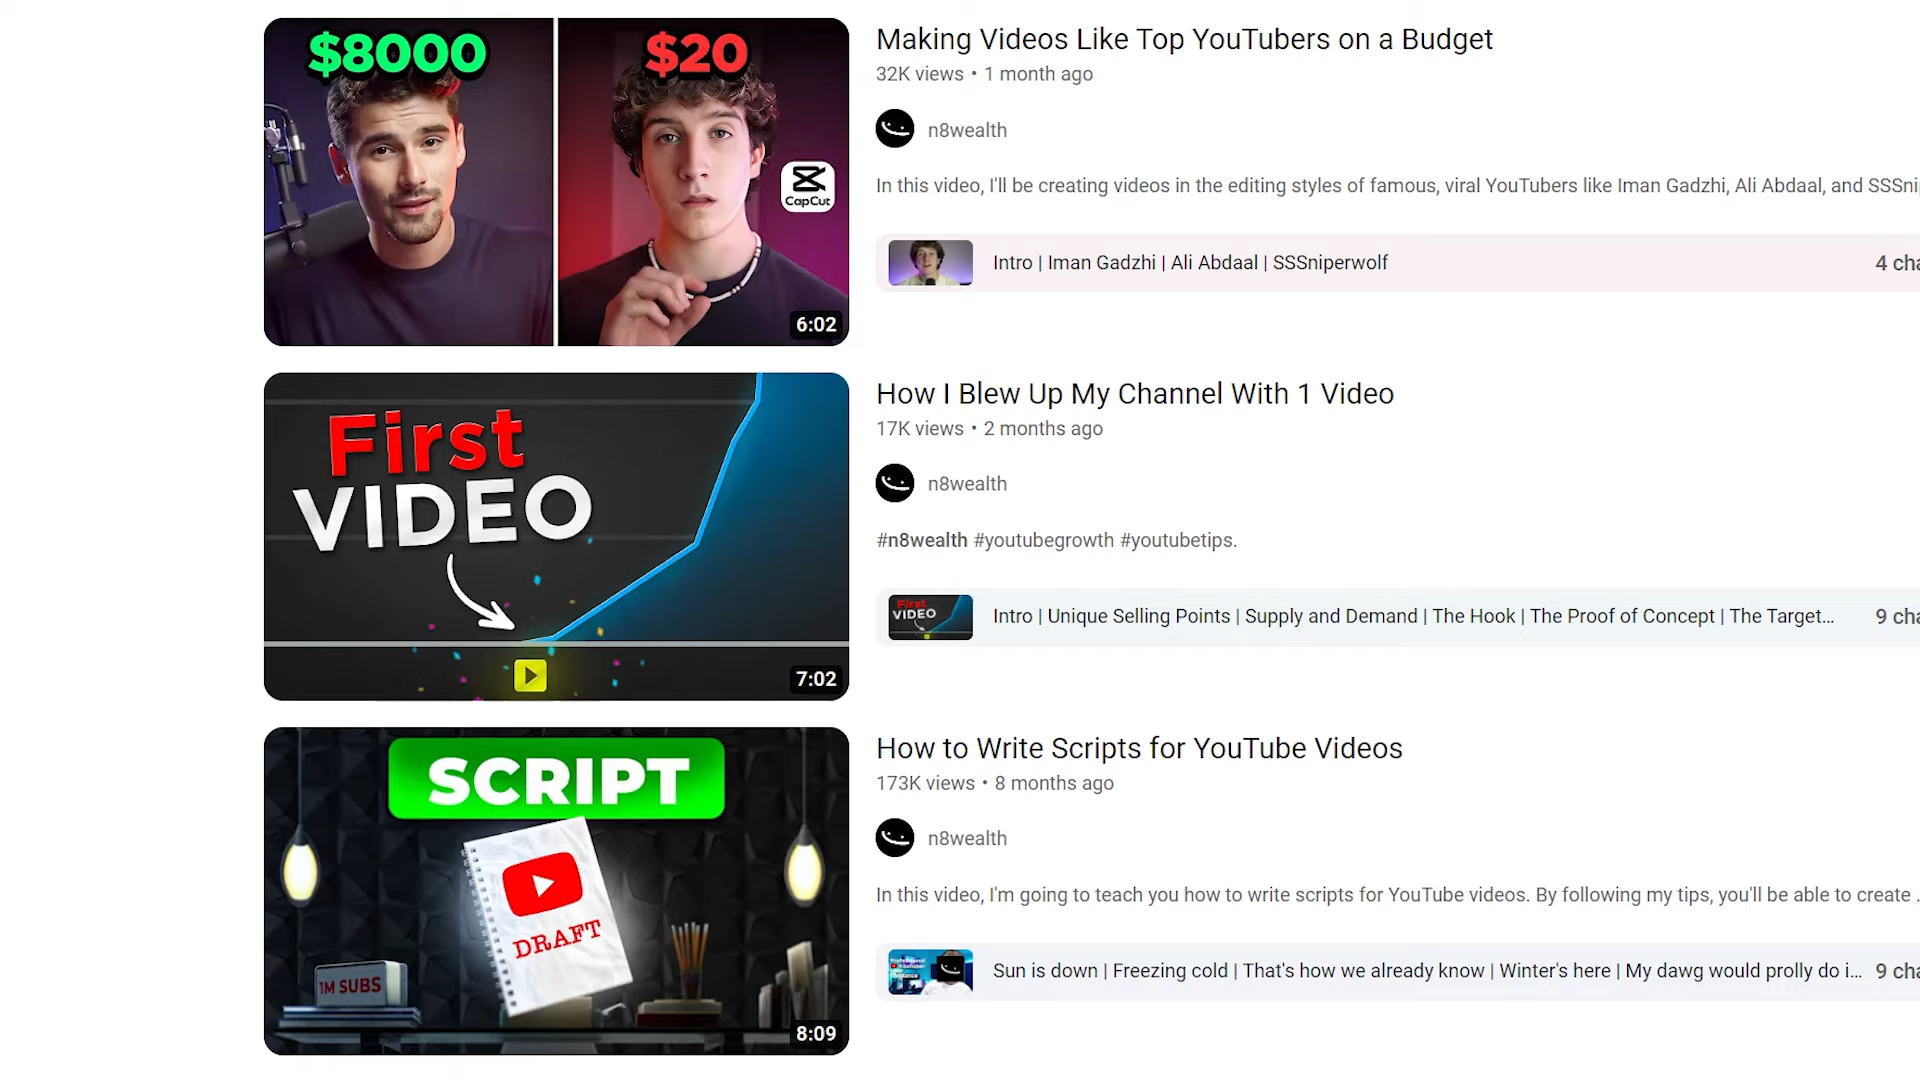 $8000
$20
CapCut
6:02
Making Videos Like Top YouTubers on a Budget
32K views • 1 month ago
n8wealth
In this video, I'll be creating videos in the editing styles of famous, viral YouTubers like Iman Gadzhi, Ali Abdaal, and SSSni
Intro | Iman Gadzhi | Ali Abdaal | SSSniperwolf
4 cha
First
VIDEO
7:02
How I Blew Up My Channel With 1 Video
17K views • 2 months ago
n8wealth
#n8wealth #youtubegrowth #youtubetips.
First
VIDEO
Intro | Unique Selling Points | Supply and Demand | The Hook | The Proof of Concept | The Target...
9 cha
SCRIPT
DRAFT
1M SUBS
8:09
How to Write Scripts for YouTube Videos
173K views • 8 months ago
n8wealth
In this video, I'm going to teach you how to write scripts for YouTube videos. By following my tips, you'll be able to create .
Sun is down | Freezing cold | That's how we already know | Winter's here | My dawg would prolly do i...
9 cha